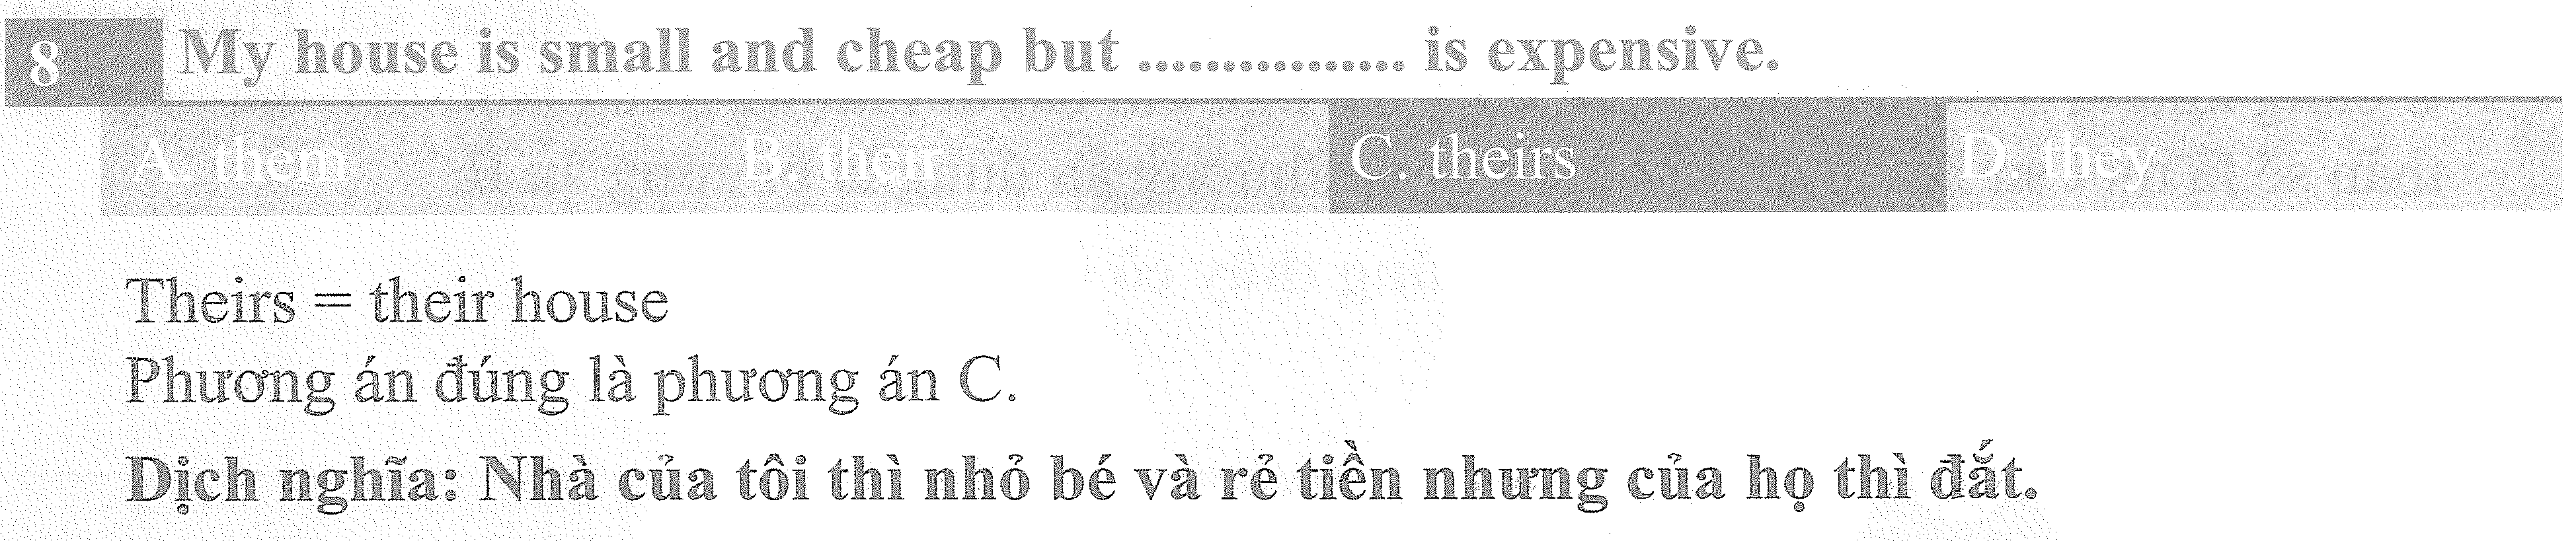 8 My house is small and cheap but ............... is expensive.
A. them B. their C. theirs D. they
Theirs = their house
Phương án đúng là phương án C.
Dịch nghĩa: Nhà của tôi thì nhỏ bé và rẻ tiền nhưng của họ thì đắt.